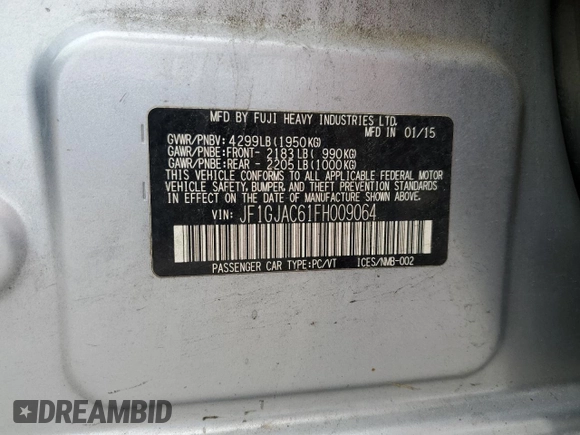 MFD BY FUJI HEAVY INDUSTRIES LTD.
MFD IN 01/15
GVWR/PNBV: 4299LB(1950KG)
GAWR/PNBE:FRONT- 2183LB( 990KG)
GAWR/PNBE:REAR - 2205LB(1000KG)
THIS VEHICLE CONFORMS TO ALL APPLICABLE FEDERAL MOTOR
VEHICLE SAFETY, BUMPER, AND THEFT PREVENTION STANDARDS
IN EFFECT ON THE DATE OF MANUFACTURE SHOWN ABOVE.
VIN: JF1GJAC61FH009064
PASSENGER CAR TYPE:PC/VT ICES/NMB-002
DREAMBID